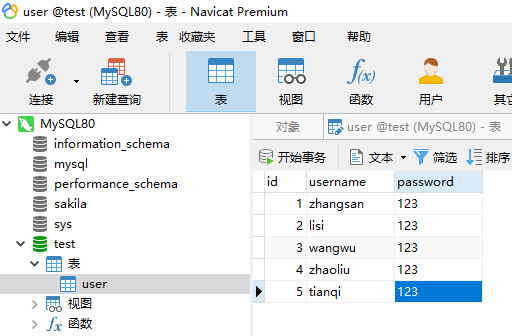 user @test (MySQL80) - 表 - Navicat Premium
文件 编辑 查看 表 收藏夹 工具 窗口 帮助
连接 新建查询 表 视图 函数 用户 其它
MySQL80
information_schema
mysql
performance_schema
sakila
sys
test
表
user
视图
函数
对象 user @test (MySQL80) - 表
开始事务 文本 筛选 排序
id username password
1 zhangsan 123
2 lisi 123
3 wangwu 123
4 zhaoliu 123
5 tianqi 123